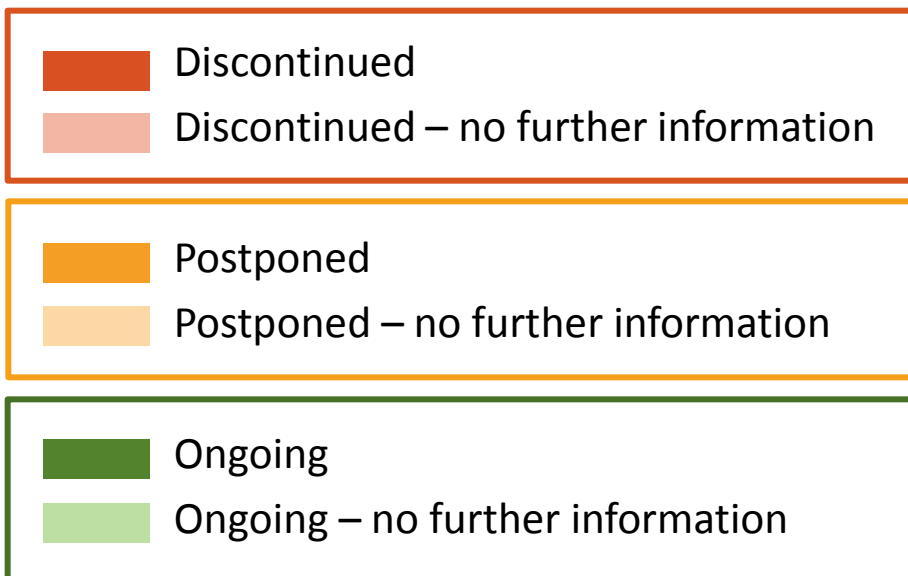 Discontinued
Discontinued – no further information
Postponed
Postponed – no further information
Ongoing
Ongoing – no further information